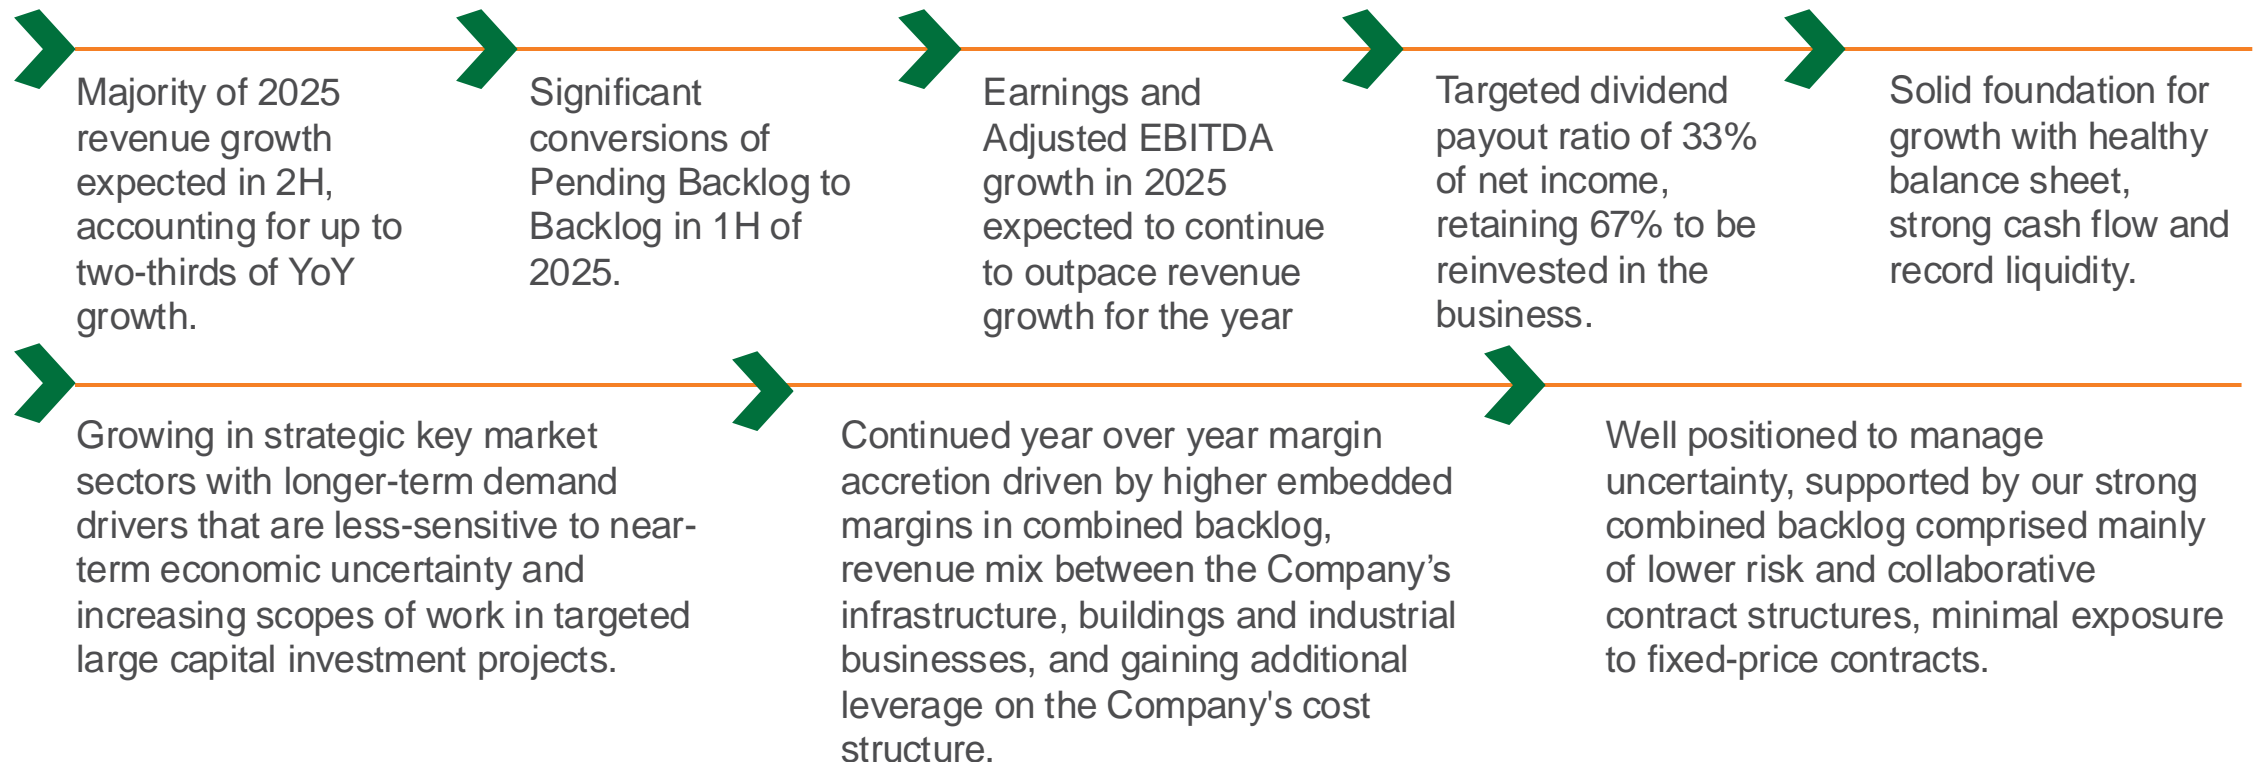 Majority of 2025
revenue growth
expected in 2H,
accounting for up to
two-thirds of YoY
growth.
Significant
conversions of
Pending Backlog to
Backlog in 1H of
2025.
Earnings and
Adjusted EBITDA
growth in 2025
expected to continue
to outpace revenue
growth for the year
Targeted dividend
payout ratio of 33%
of net income,
retaining 67% to be
reinvested in the
business.
Solid foundation for
growth with healthy
balance sheet,
strong cash flow and
record liquidity.
Growing in strategic key market
sectors with longer-term demand
drivers that are less-sensitive to near-
term economic uncertainty and
increasing scopes of work in targeted
large capital investment projects.
Continued year over year margin
accretion driven by higher embedded
margins in combined backlog,
revenue mix between the Company’s
infrastructure, buildings and industrial
businesses, and gaining additional
leverage on the Company's cost
structure.
Well positioned to manage
uncertainty, supported by our strong
combined backlog comprised mainly
of lower risk and collaborative
contract structures, minimal exposure
to fixed-price contracts.